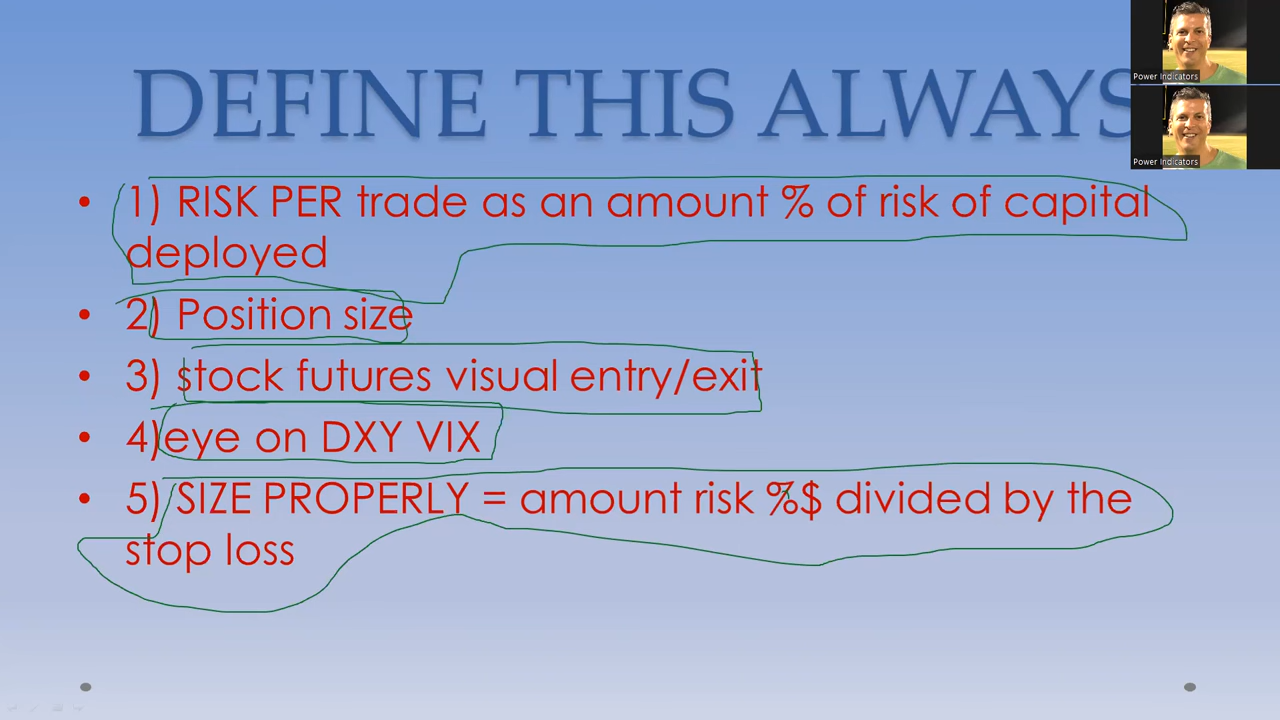 DEFINE THIS ALWAYS
Power Indicators
Power Indicators
• 1) RISK PER trade as an amount % of risk of capital
deployed
• 2) Position size
• 3) stock futures visual entry/exit
• 4)eye on DXY VIX
• 5) SIZE PROPERLY = amount risk %$ divided by the
stop loss